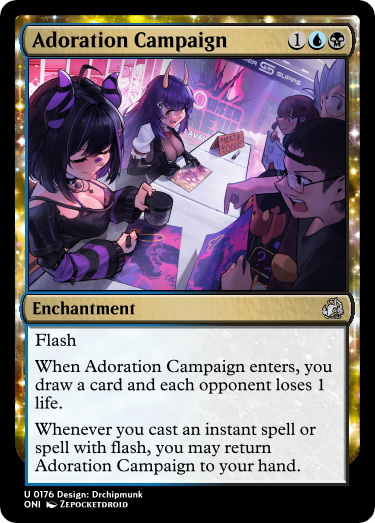 Adoration Campaign 1
SUPPS
MEET &
Enchantment
Flash
When Adoration Campaign enters, you
draw a card and each opponent loses 1
life.
Whenever you cast an instant spell or
spell with flash, you may return
Adoration Campaign to your hand.
U 0176 Design: Drchipmunk
ONI ZEPOCKETDROID